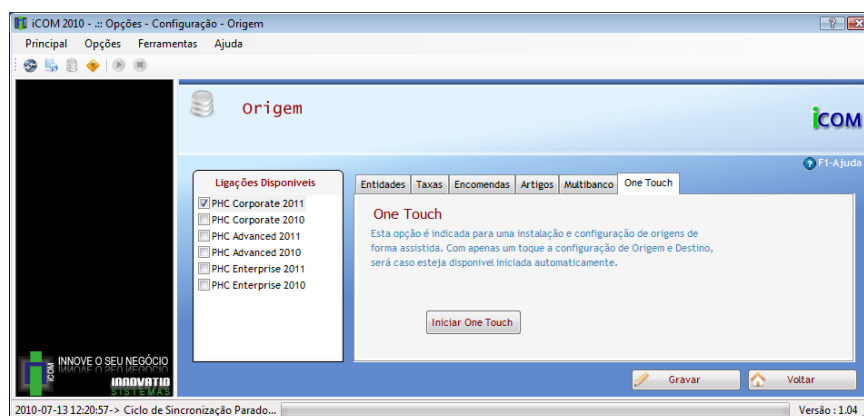 iCOM 2010 - .:: Opções - Configuração - Origem
Principal Opções Ferramentas Ajuda
Origem
iCOM
F1-Ajuda
Ligações Disponiveis
PHC Corporate 2011
PHC Corporate 2010
PHC Advanced 2011
PHC Advanced 2010
PHC Enterprise 2011
PHC Enterprise 2010
Entidades Taxas Encomendas Artigos Multibanco One Touch
One Touch
Esta opção é indicada para uma instalação e configuração de origens de
forma assistida. Com apenas um toque a configuração de Origem e Destino,
será caso esteja disponivel iniciada automaticamente.
Iniciar One Touch
iCOM
INNOVE O SEU NEGÓCIO
INNOVATIO
SISTEMAS
Gravar Voltar
2010-07-13 12:20:57-> Ciclo de Sincronização Parado... Versão : 1.04